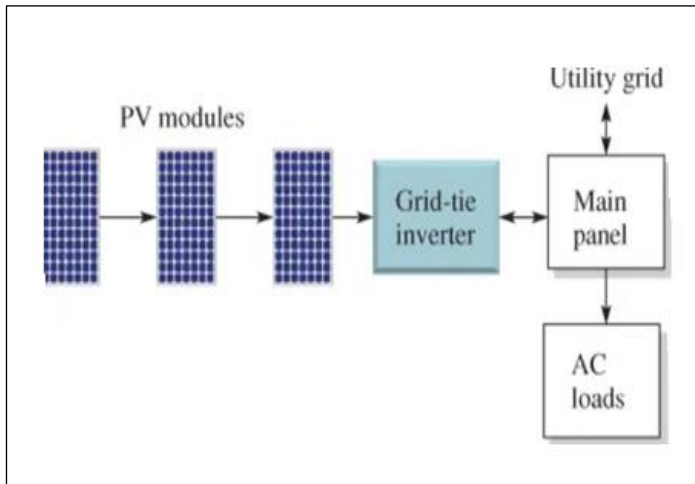 Utility grid
PV modules
Grid-tie
inverter
Main
panel
AC
loads